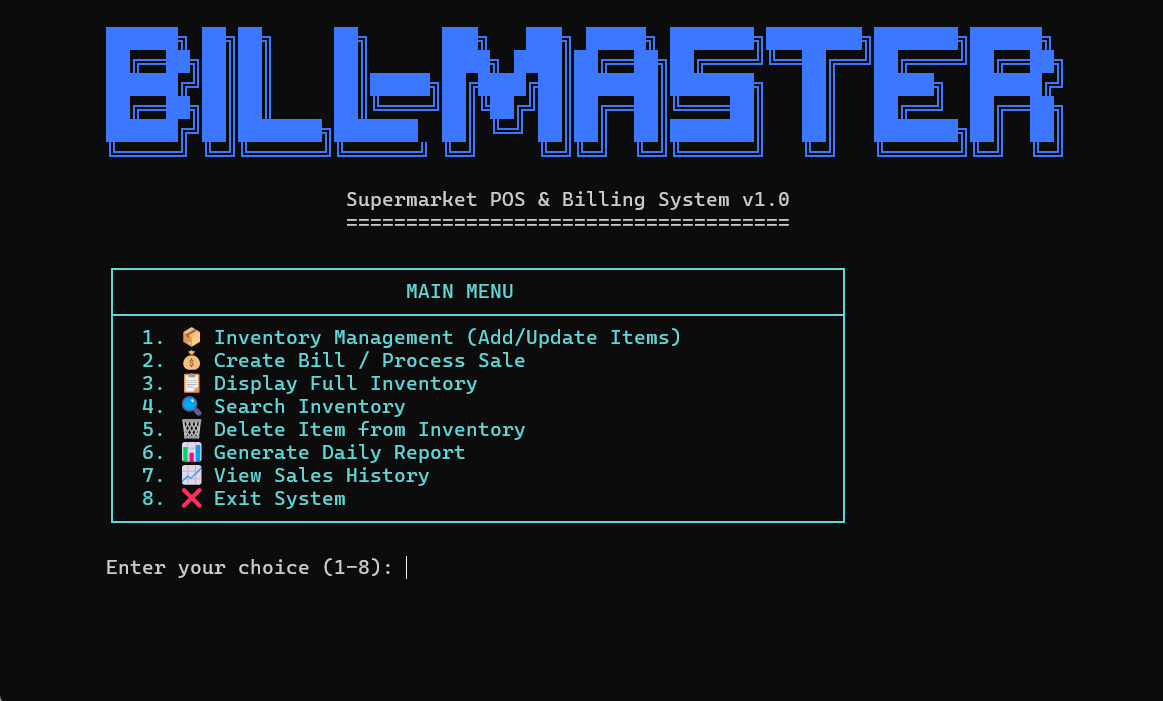 BILL-MASTER
Supermarket POS & Billing System v1.0
=====================================
MAIN MENU
1. 📦 Inventory Management (Add/Update Items)
2. 💰 Create Bill / Process Sale
3. 📋 Display Full Inventory
4. 🔍 Search Inventory
5. 🗑️ Delete Item from Inventory
6. 📊 Generate Daily Report
7. 📈 View Sales History
8. ❌ Exit System
Enter your choice (1-8):